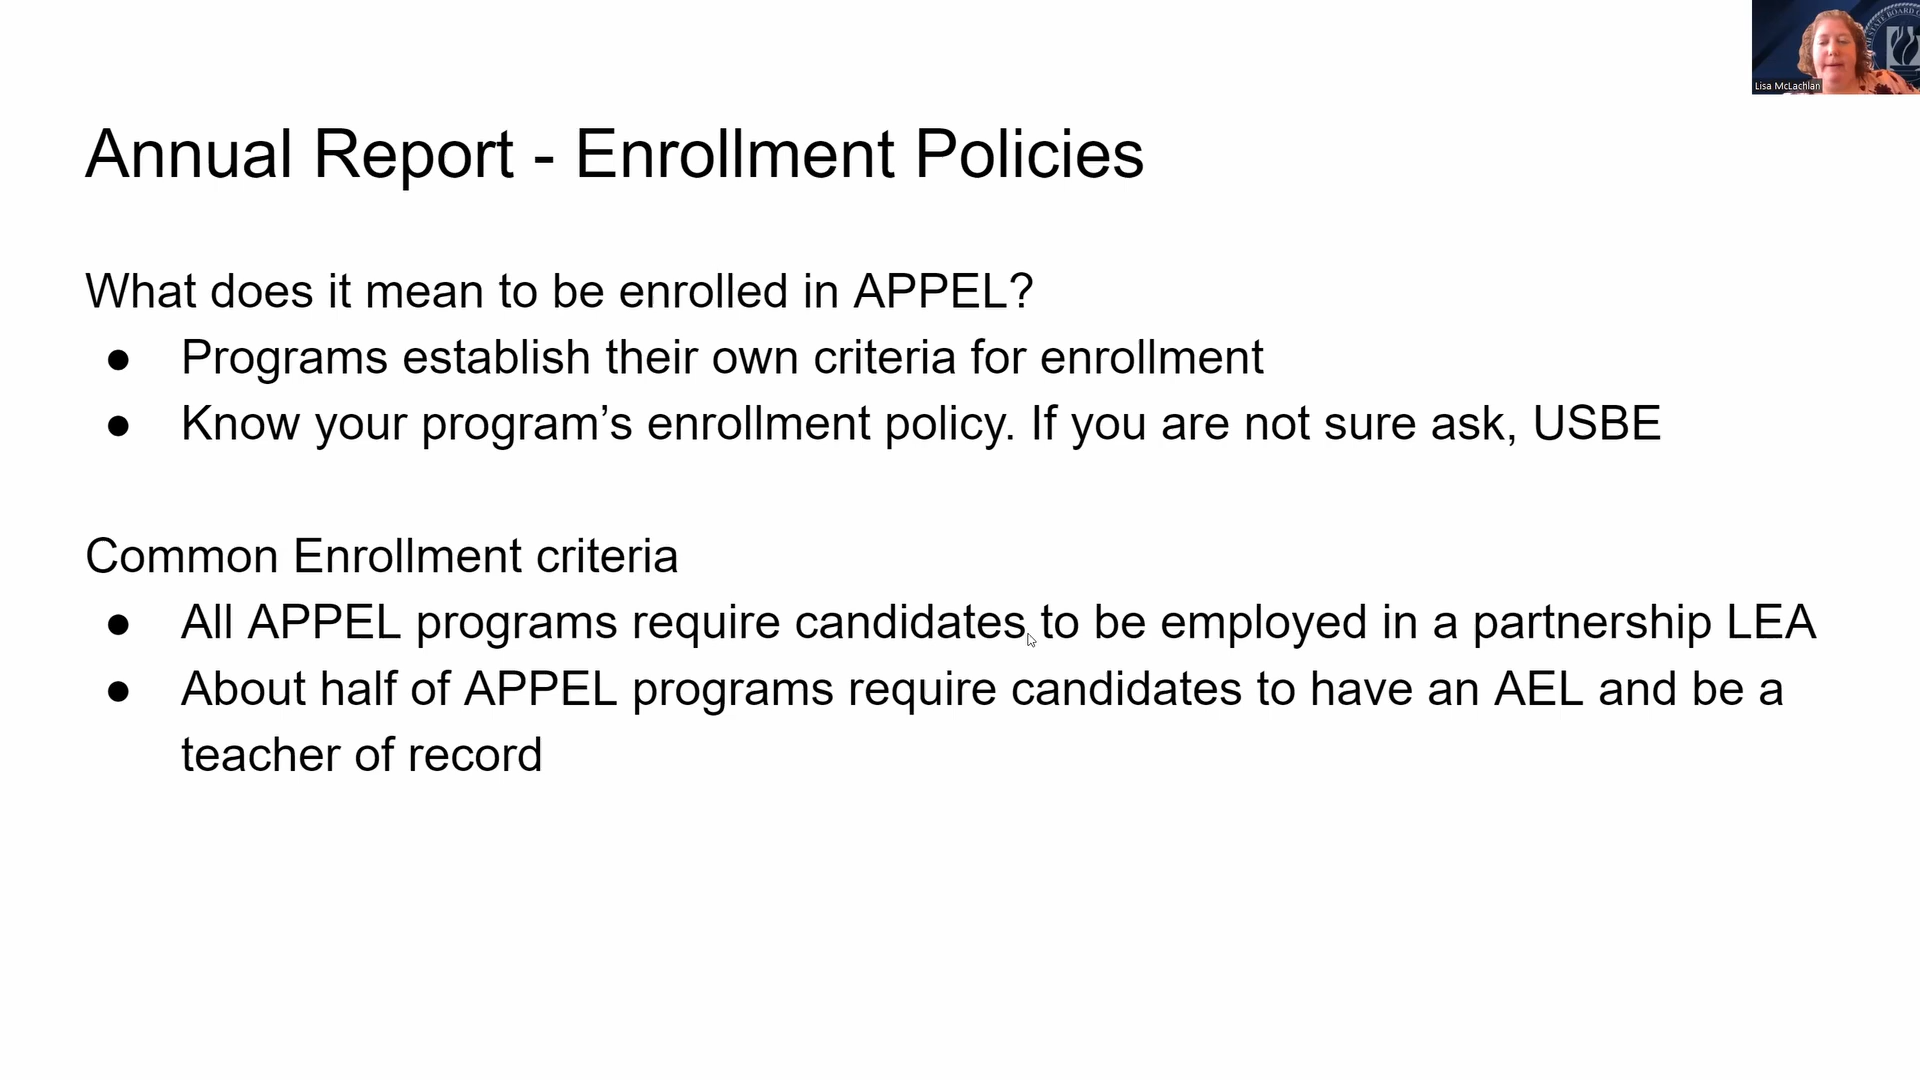 STATE BOARD
Lisa McLachlan
Annual Report - Enrollment Policies
What does it mean to be enrolled in APPEL?
● Programs establish their own criteria for enrollment
● Know your program’s enrollment policy. If you are not sure ask, USBE
Common Enrollment criteria
● All APPEL programs require candidates to be employed in a partnership LEA
● About half of APPEL programs require candidates to have an AEL and be a
teacher of record